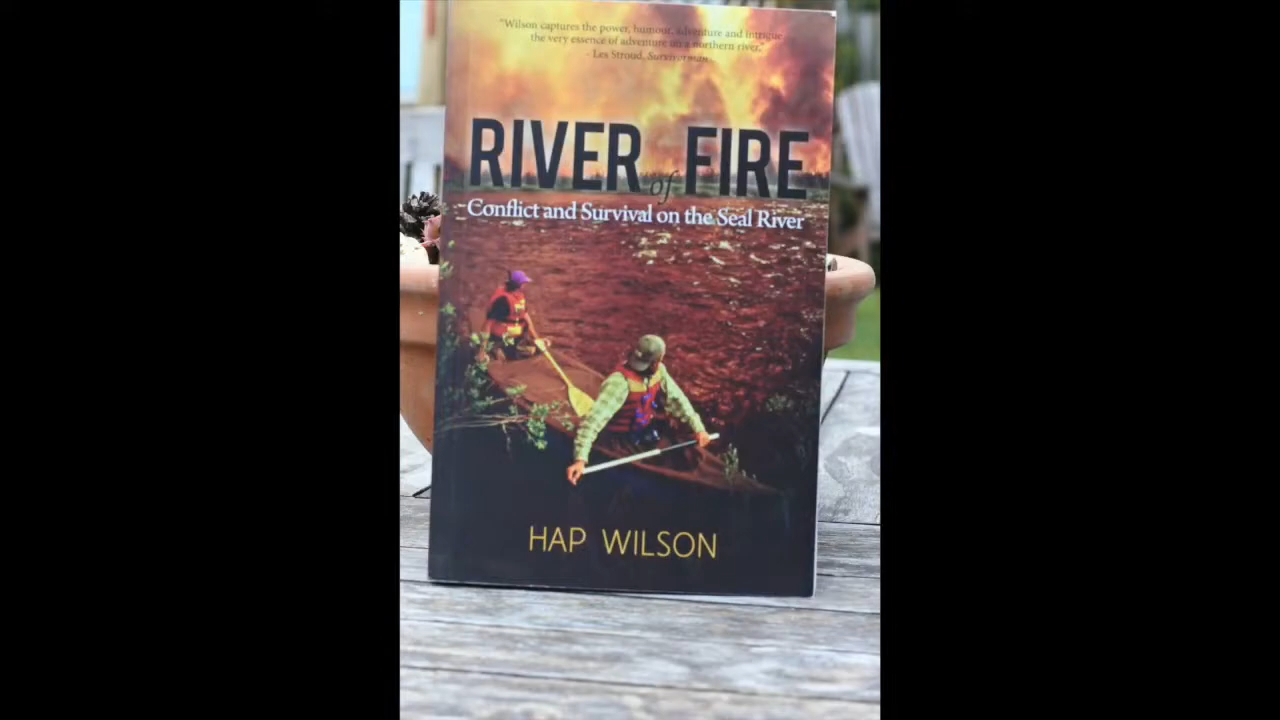 "Wilson captures the power, humour, adventure and intrigue
the very essence of adventure on a northern river."
- Les Stroud, Survivorman.
RIVER of FIRE
Conflict and Survival on the Seal River
HAP WILSON